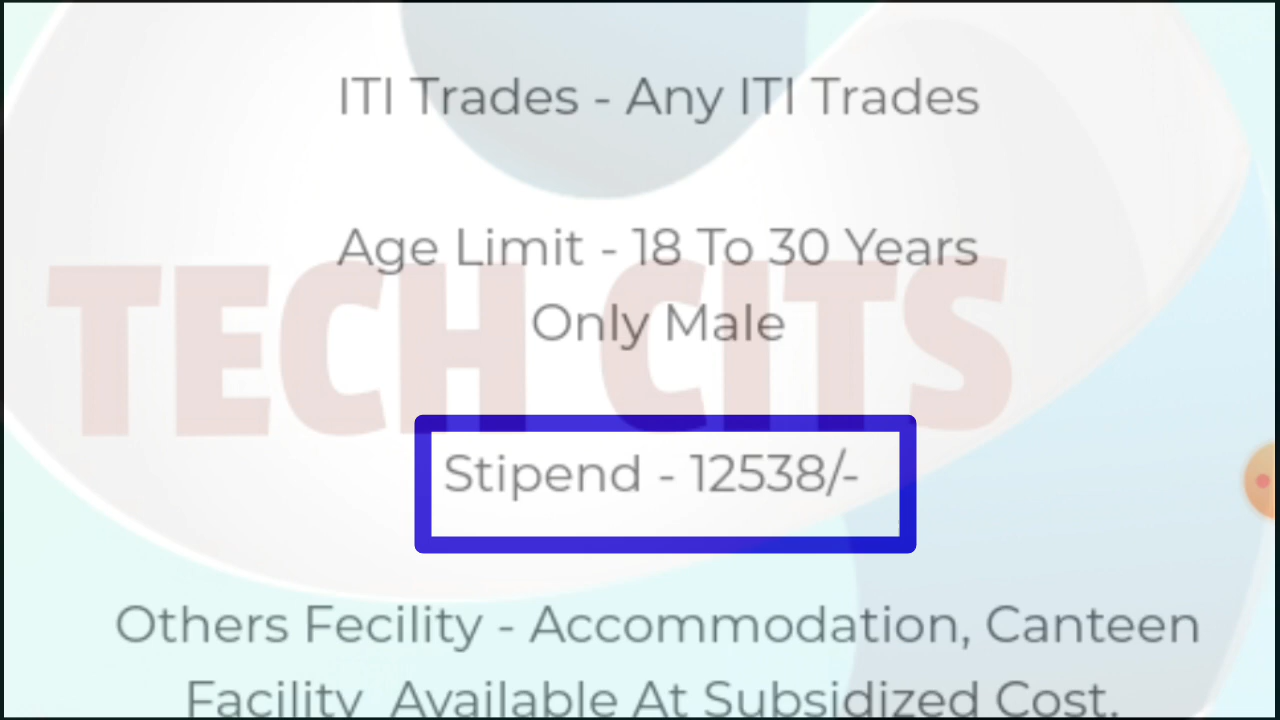 ITI Trades - Any ITI Trades
Age Limit - 18 To 30 Years
Only Male
TECH CITS
Stipend - 12538/-
Others Fecility - Accommodation, Canteen
Facility Available At Subsidized Cost.